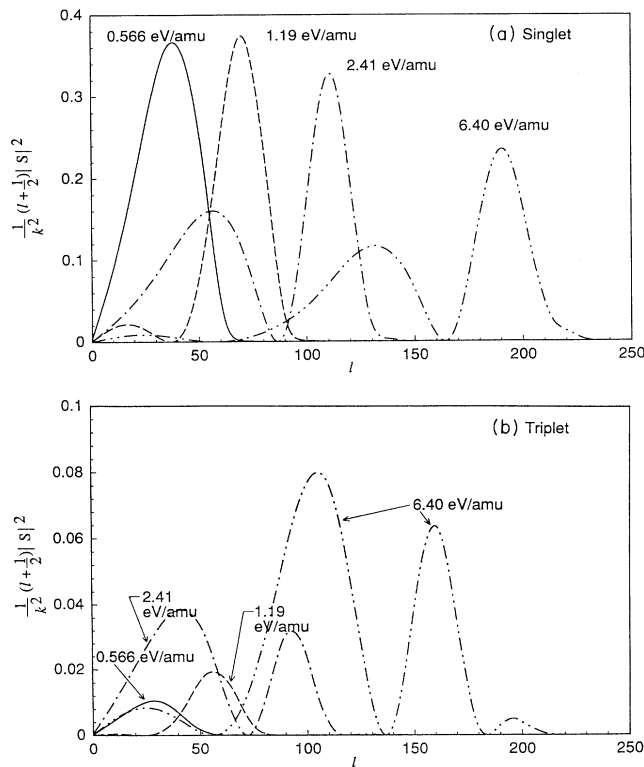 0.4
0.3
0.2
0.1
0
0.566 eV/amu
1.19 eV/amu
(a) Singlet
2.41 eV/amu
6.40 eV/amu
1/k² (l+1/2)|S|²
0 50 100 150 200 250
l
0.1
0.08
0.06
0.04
0.02
0
(b) Triplet
6.40 eV/amu
2.41
eV/amu
1.19
eV/amu
0.566 eV/amu
1/k² (l+1/2)|S|²
0 50 100 150 200 250
l